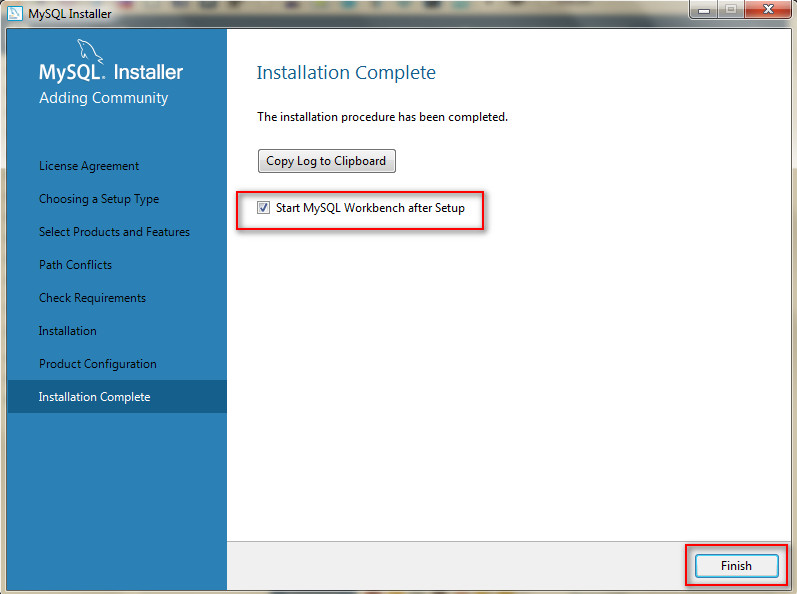 MySQL Installer
MySQL. Installer
Adding Community
License Agreement
Choosing a Setup Type
Select Products and Features
Path Conflicts
Check Requirements
Installation
Product Configuration
Installation Complete
Installation Complete
The installation procedure has been completed.
Copy Log to Clipboard
Start MySQL Workbench after Setup
Finish